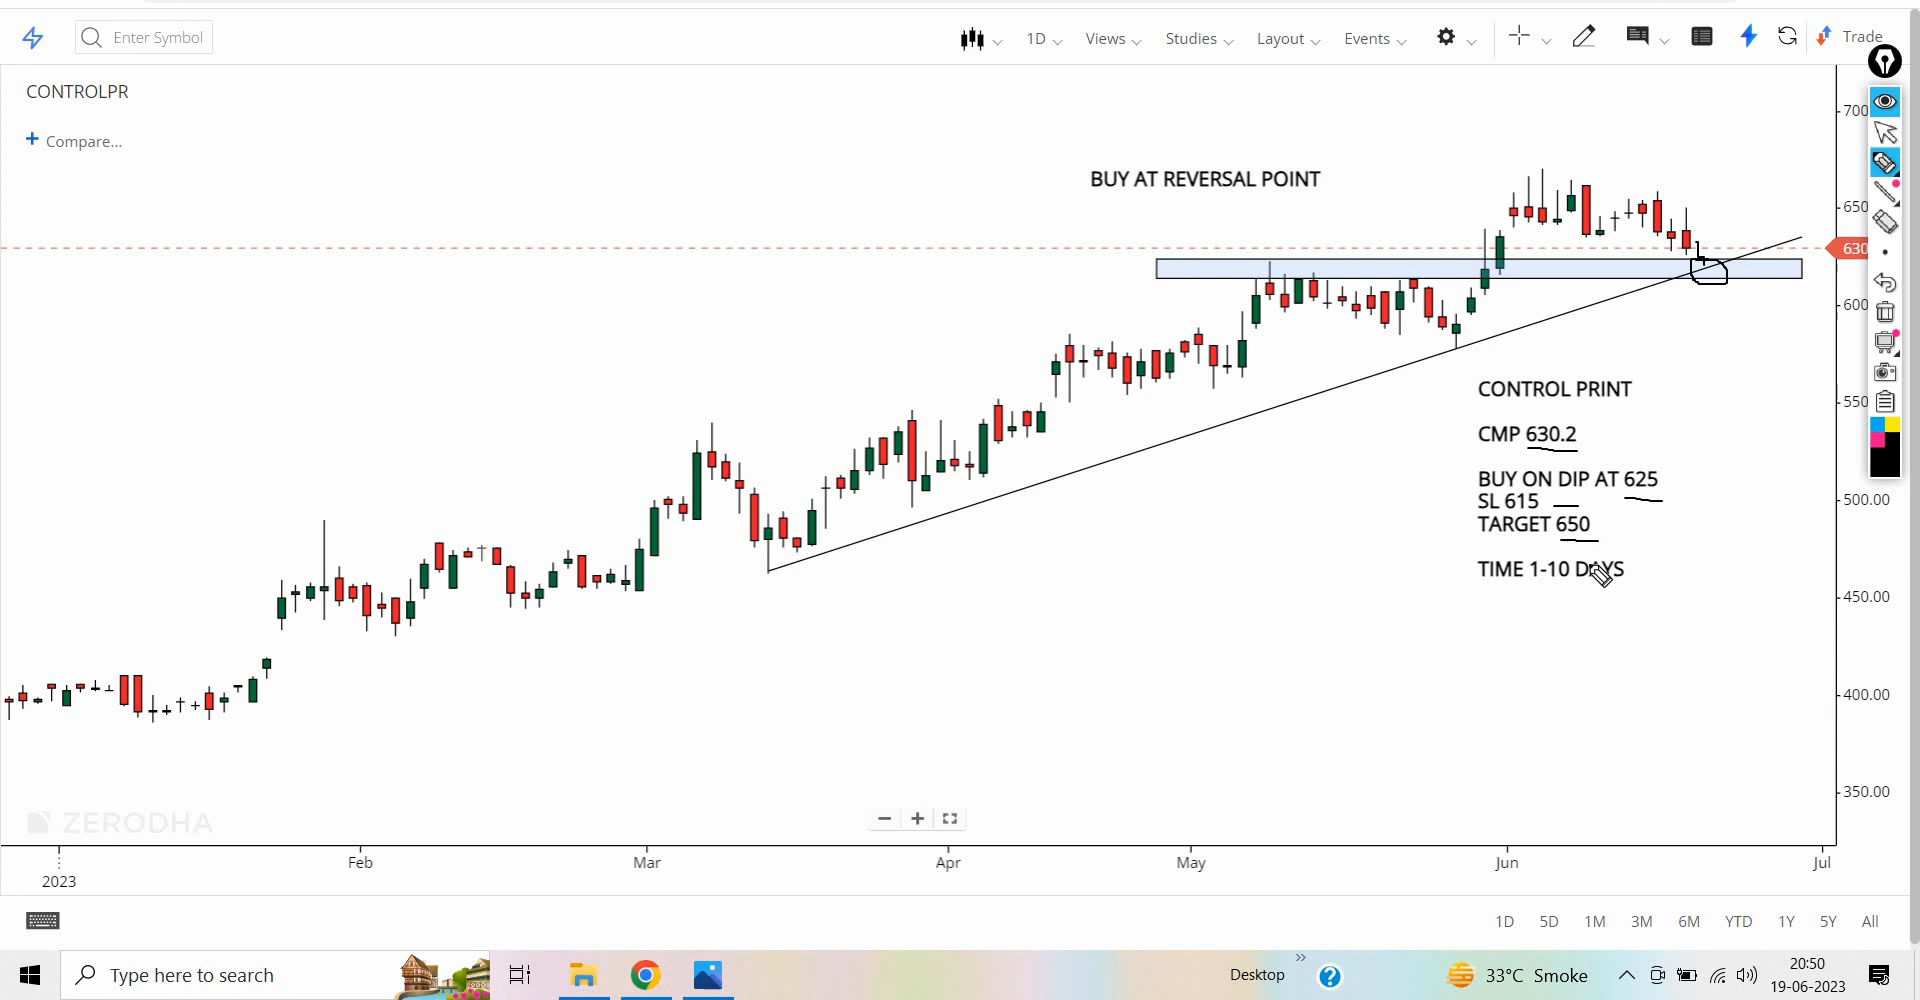 Enter Symbol
1D
Views
Studies
Layout
Events
Trade
CONTROLPR
Compare...
BUY AT REVERSAL POINT
700
650
630
600
550
500.00
450.00
400.00
350.00
CONTROL PRINT
CMP 630.2
BUY ON DIP AT 625
SL 615
TARGET 650
TIME 1-10 DAYS
ZERODHA
Feb
Mar
Apr
May
Jun
Jul
2023
1D 5D 1M 3M 6M YTD 1Y 5Y All
Type here to search
Desktop
33°C Smoke
20:50
19-06-2023